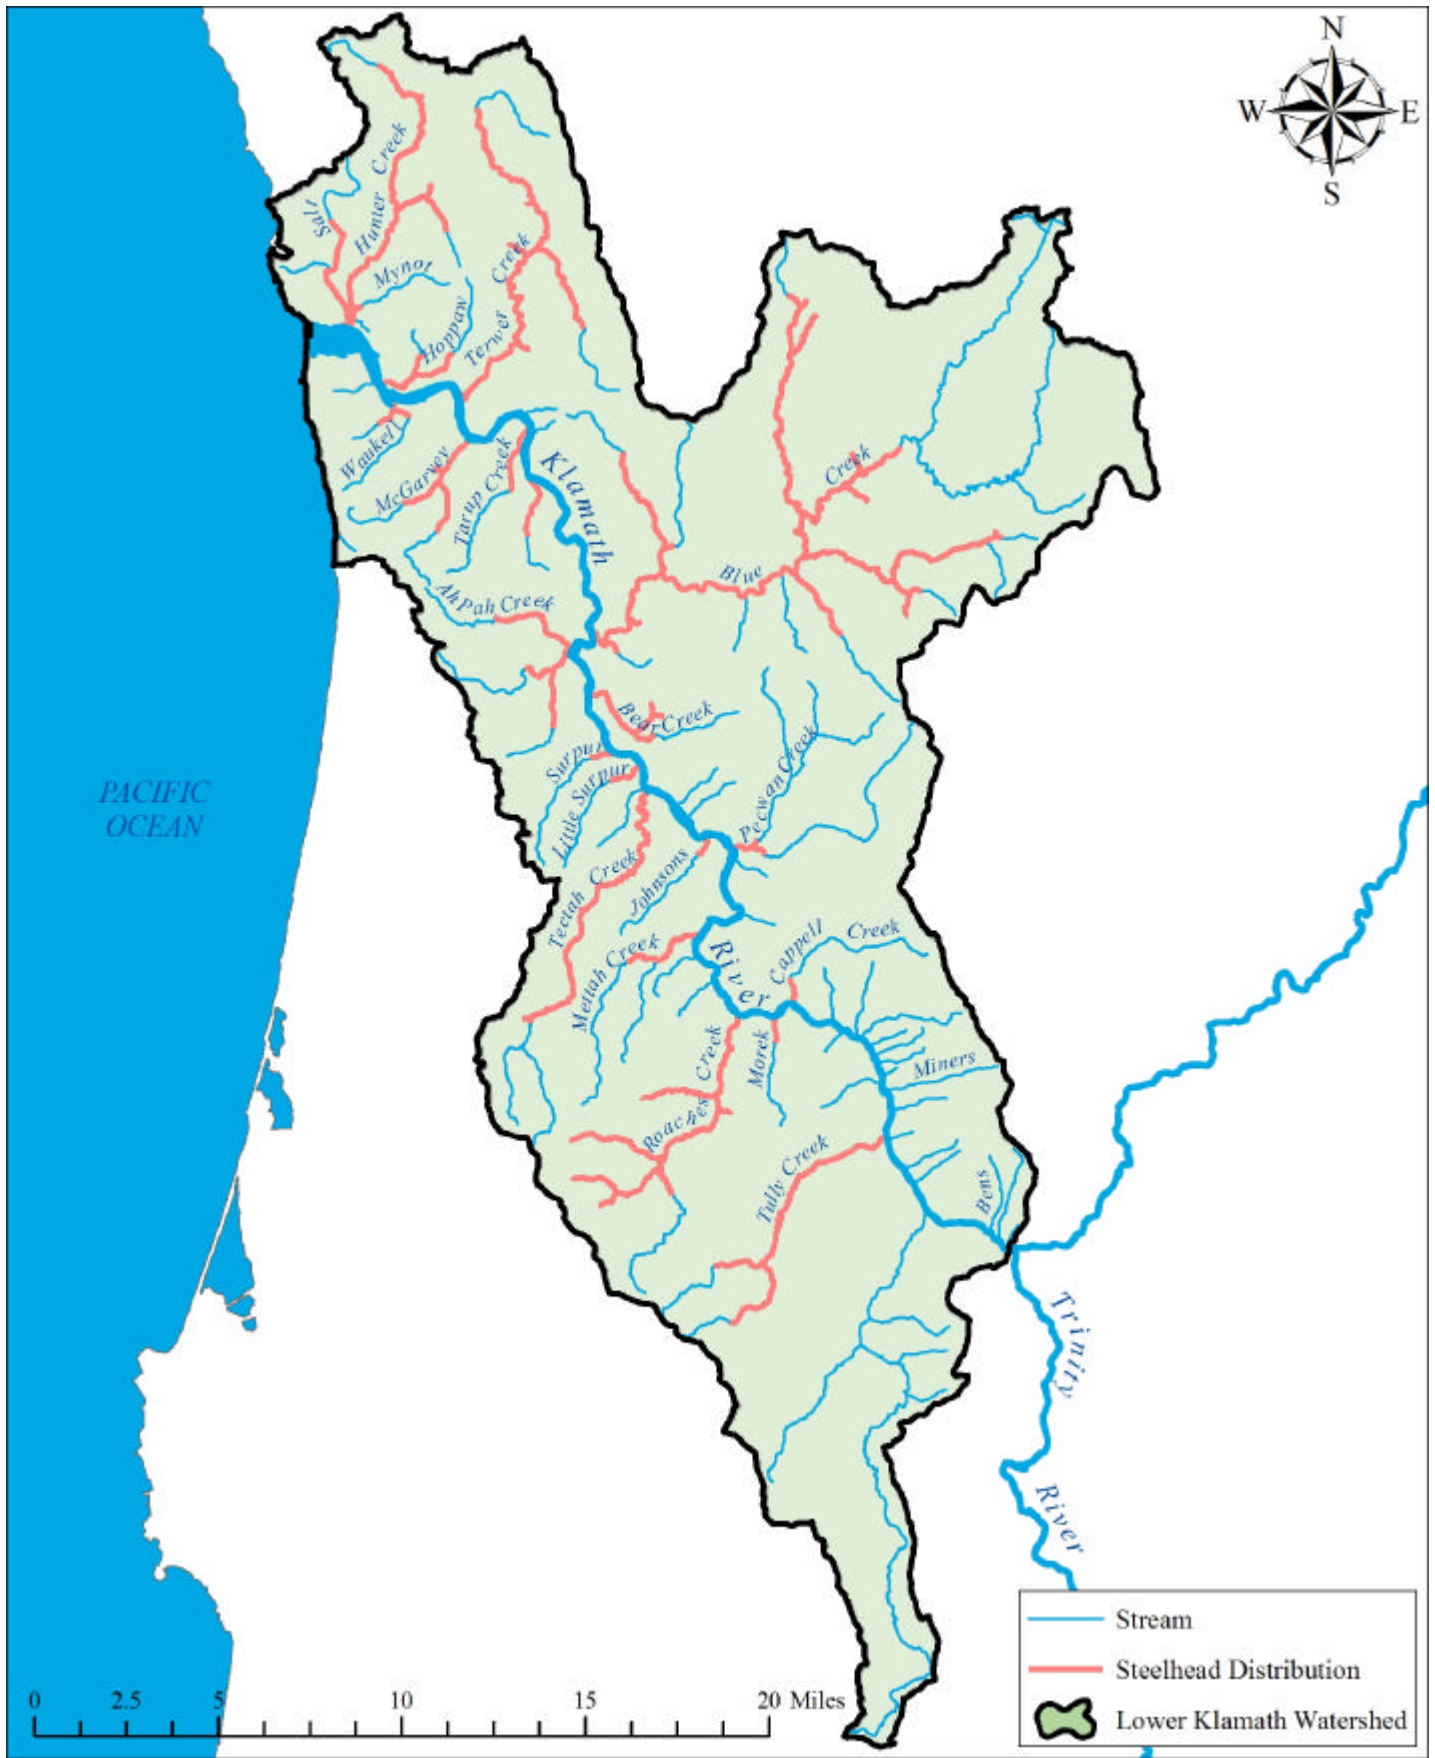 N
W E
S
Salt
Hunter Creek
Mynot
Hoppaw
Terwer Creek
Waukell
McGarvey
Tarup Creek
Klamath
Creek
Blue
Ah Pah Creek
Bear Creek
Surpur
Little Surpur
Pecwan Creek
PACIFIC
OCEAN
Tectah Creek
Johnsons
Mettah Creek
River
Cappell Creek
Miners
Morek
Roaches Creek
Tully Creek
Bens
Trinity
River
Stream
Steelhead Distribution
Lower Klamath Watershed
0 2.5 5 10 15 20 Miles